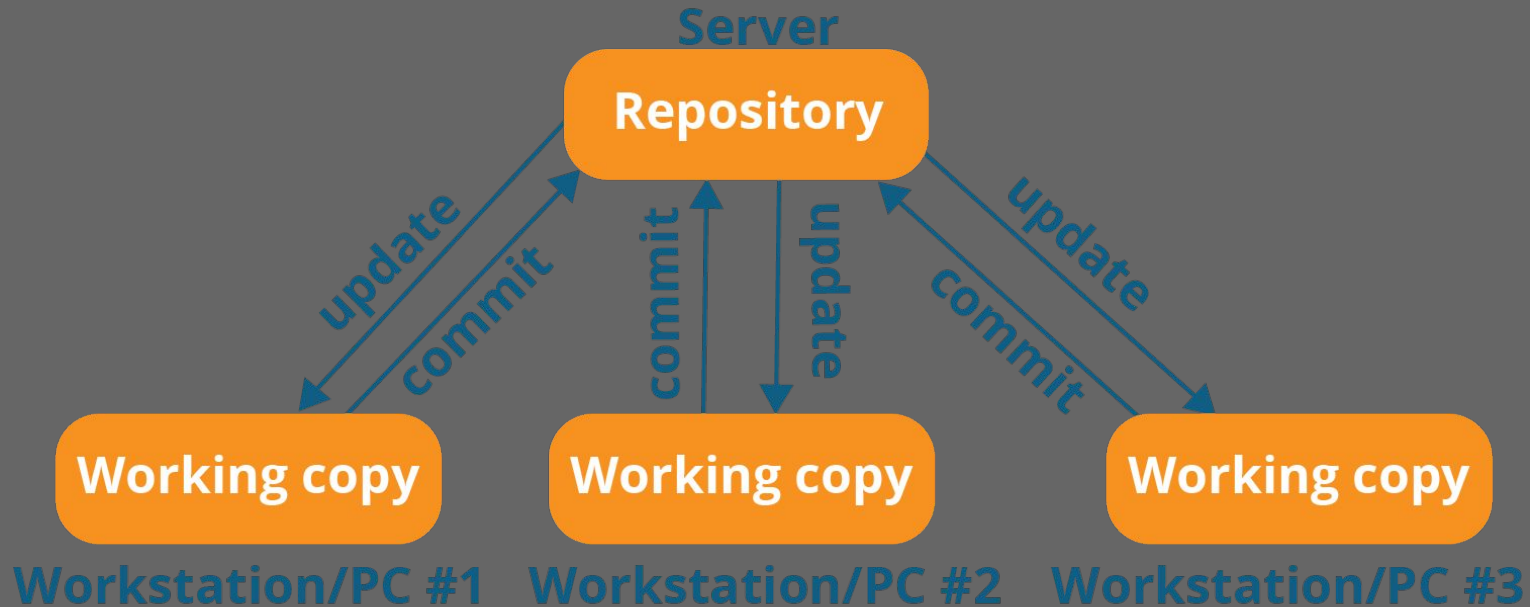 Server
Repository
update
commit
commit
update
commit
update
Working copy
Working copy
Working copy
Workstation/PC #1
Workstation/PC #2
Workstation/PC #3